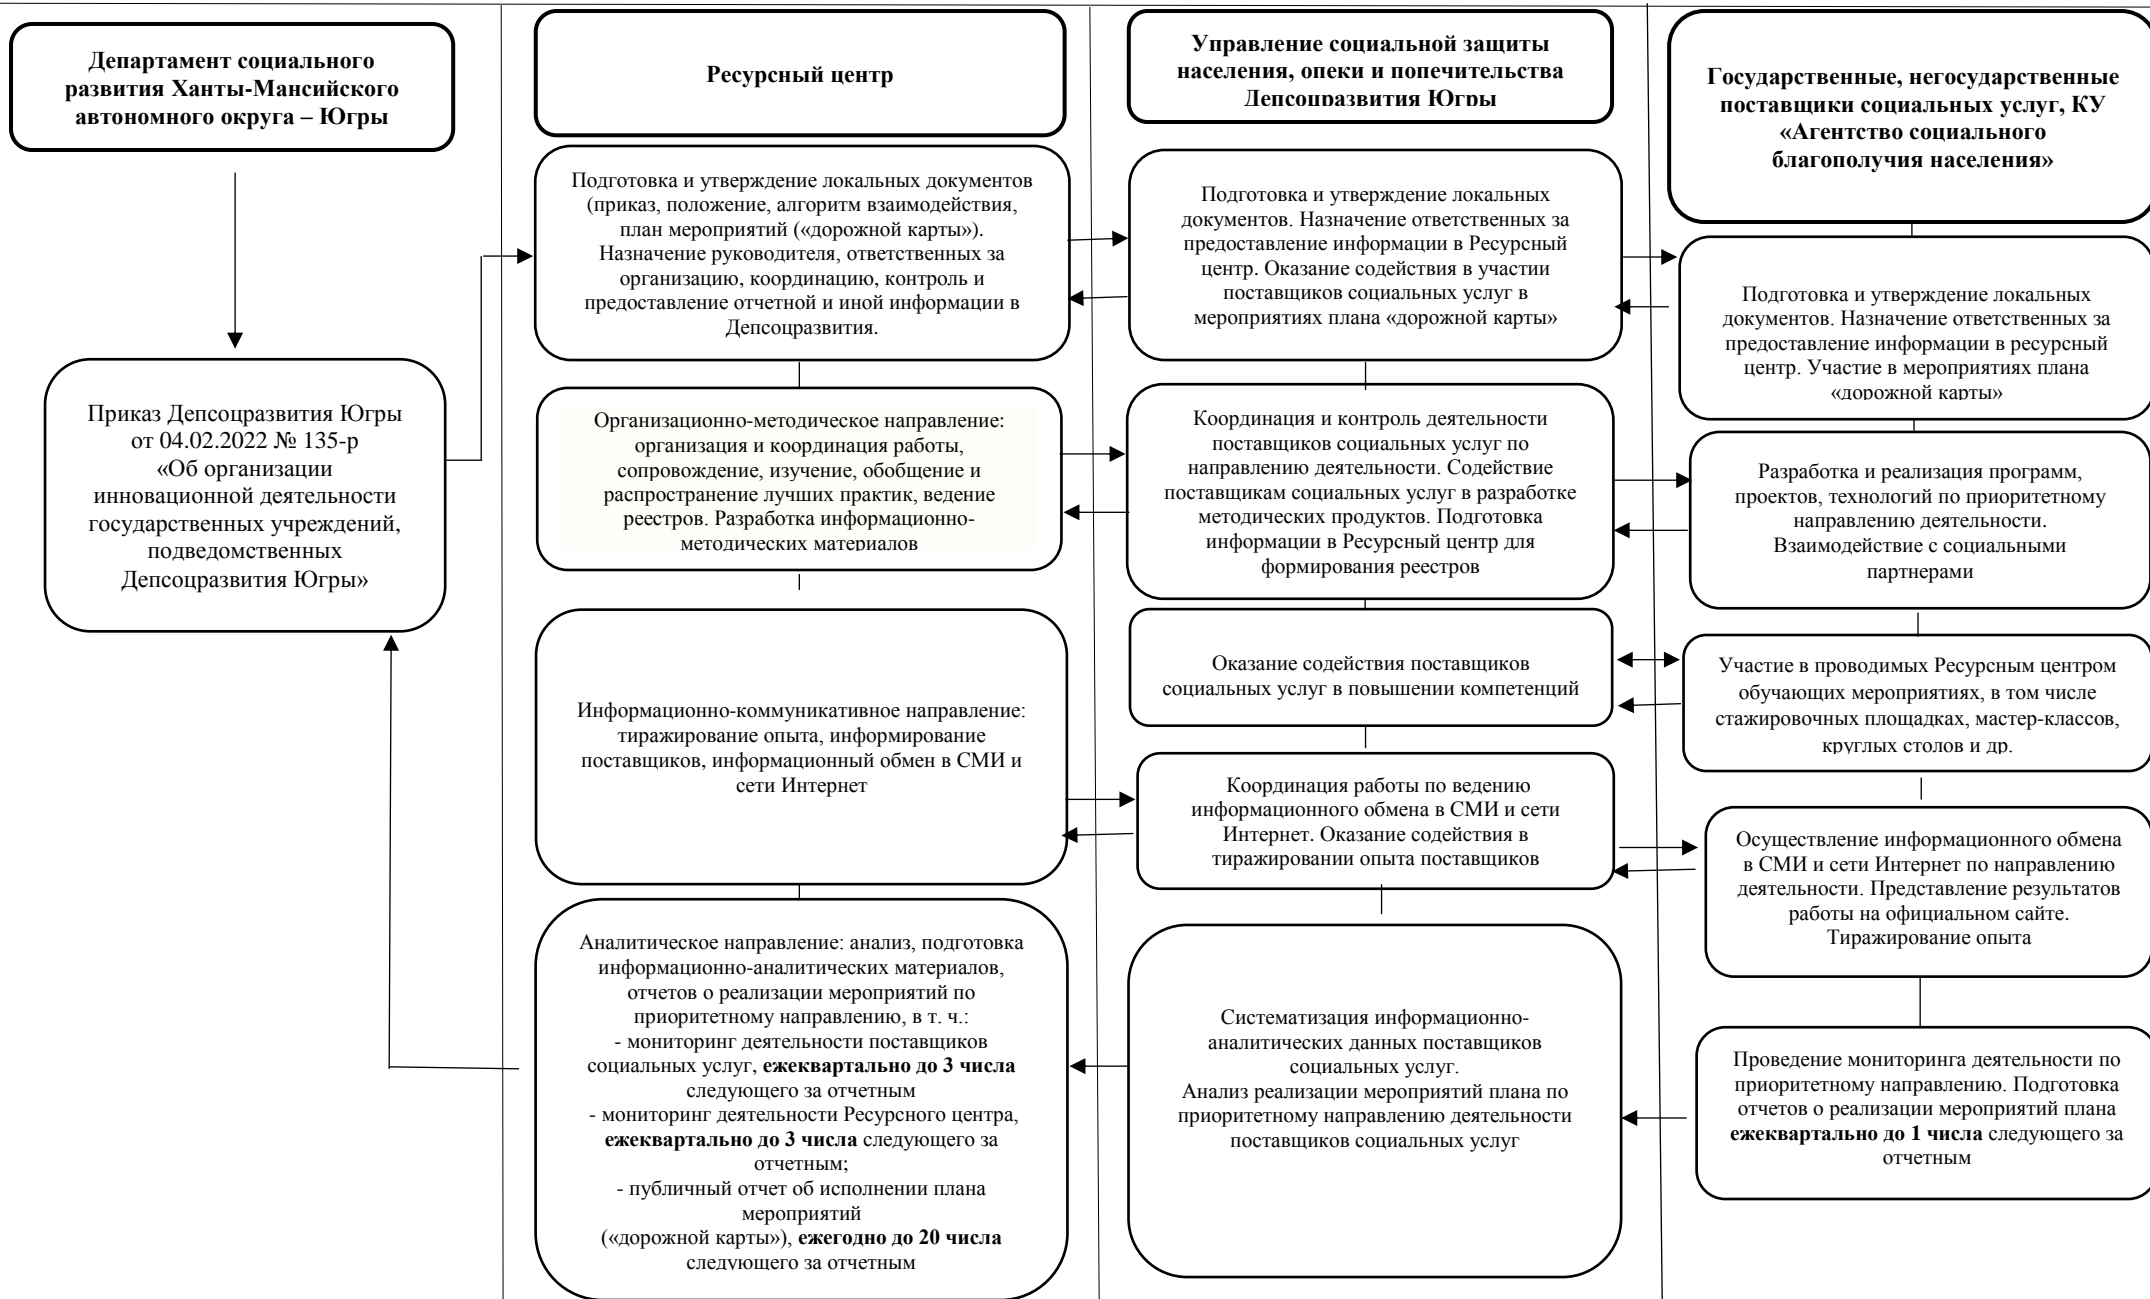 Департамент социального
развития Ханты-Мансийского
автономного округа – Югры
Приказ Депсоцразвития Югры
от 04.02.2022 № 135-р
«Об организации
инновационной деятельности
государственных учреждений,
подведомственных
Депсоцразвития Югры»
Ресурсный центр
Подготовка и утверждение локальных документов
(приказ, положение, алгоритм взаимодействия,
план мероприятий («дорожной карты»).
Назначение руководителя, ответственных за
организацию, координацию, контроль и
предоставление отчетной и иной информации в
Депсоцразвития.
Организационно-методическое направление:
организация и координация работы,
сопровождение, изучение, обобщение и
распространение лучших практик, ведение
реестров. Разработка информационно-
методических материалов
Информационно-коммуникативное направление:
тиражирование опыта, информирование
поставщиков, информационный обмен в СМИ и
сети Интернет
Аналитическое направление: анализ, подготовка
информационно-аналитических материалов,
отчетов о реализации мероприятий по
приоритетному направлению, в т. ч.:
- мониторинг деятельности поставщиков
социальных услуг, ежеквартально до 3 числа
следующего за отчетным
- мониторинг деятельности Ресурсного центра,
ежеквартально до 3 числа следующего за
отчетным;
- публичный отчет об исполнении плана
мероприятий
(«дорожной карты»), ежегодно до 20 числа
следующего за отчетным
Управление социальной защиты
населения, опеки и попечительства
Депсоцразвития Югры
Подготовка и утверждение локальных
документов. Назначение ответственных за
предоставление информации в Ресурсный
центр. Оказание содействия в участии
поставщиков социальных услуг в
мероприятиях плана «дорожной карты»
Координация и контроль деятельности
поставщиков социальных услуг по
направлению деятельности. Содействие
поставщикам социальных услуг в разработке
методических продуктов. Подготовка
информации в Ресурсный центр для
формирования реестров
Оказание содействия поставщиков
социальных услуг в повышении компетенций
Координация работы по ведению
информационного обмена в СМИ и сети
Интернет. Оказание содействия в
тиражировании опыта поставщиков
Систематизация информационно-
аналитических данных поставщиков
социальных услуг.
Анализ реализации мероприятий плана по
приоритетному направлению деятельности
поставщиков социальных услуг
Государственные, негосударственные
поставщики социальных услуг, КУ
«Агентство социального
благополучия населения»
Подготовка и утверждение локальных
документов. Назначение ответственных за
предоставление информации в ресурсный
центр. Участие в мероприятиях плана
«дорожной карты»
Разработка и реализация программ,
проектов, технологий по приоритетному
направлению деятельности.
Взаимодействие с социальными
партнерами
Участие в проводимых Ресурсным центром
обучающих мероприятиях, в том числе
стажировочных площадках, мастер-классов,
круглых столов и др.
Осуществление информационного обмена
в СМИ и сети Интернет по направлению
деятельности. Представление результатов
работы на официальном сайте.
Тиражирование опыта
Проведение мониторинга деятельности по
приоритетному направлению. Подготовка
отчетов о реализации мероприятий плана
ежеквартально до 1 числа следующего за
отчетным